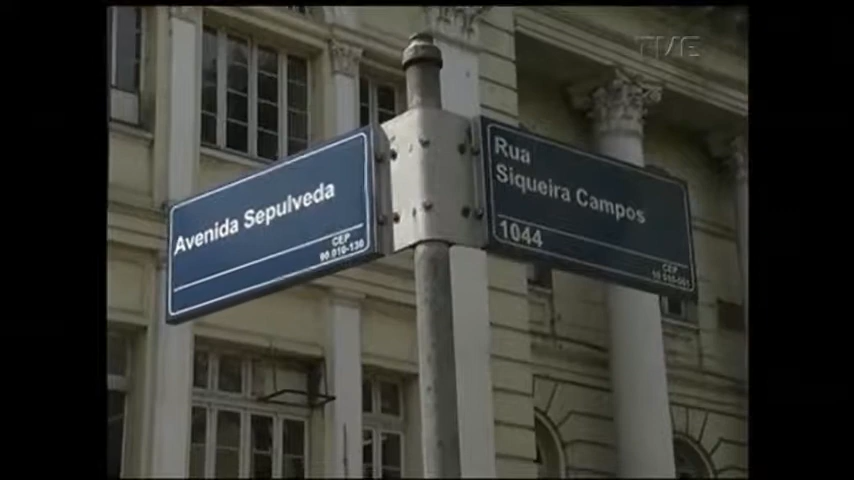 TVE
Avenida Sepulveda
CEP
90 010-130
Rua
Siqueira Campos
1044
CEP